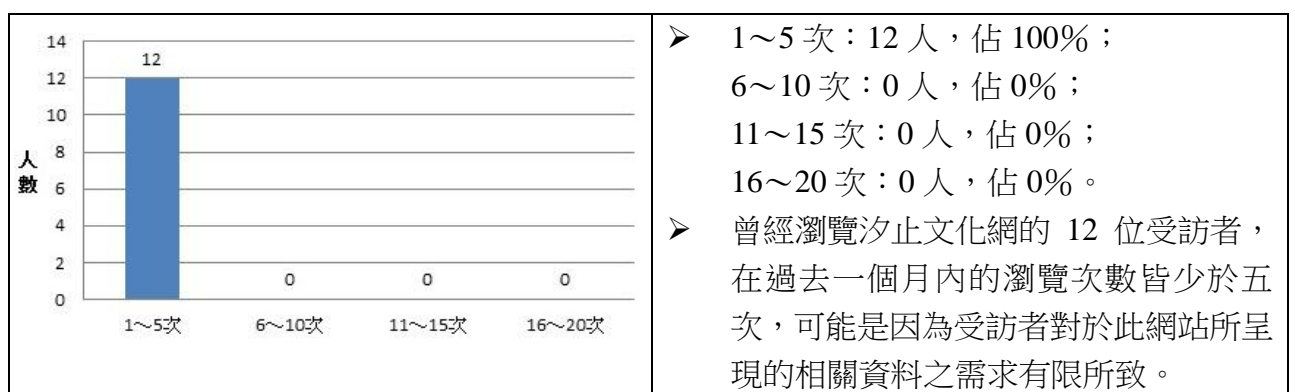 14
12
10
8
6
4
2
0
人數
12
0
0
0
1～5次
6～10次
11～15次
16～20次
➢ 1～5 次：12 人，佔 100%；
6～10 次：0 人，佔 0%；
11～15 次：0 人，佔 0%；
16～20 次：0 人，佔 0%。
➢ 曾經瀏覽汐止文化網的 12 位受訪者，
在過去一個月內的瀏覽次數皆少於五
次，可能是因為受訪者對於此網站所呈
現的相關資料之需求有限所致。